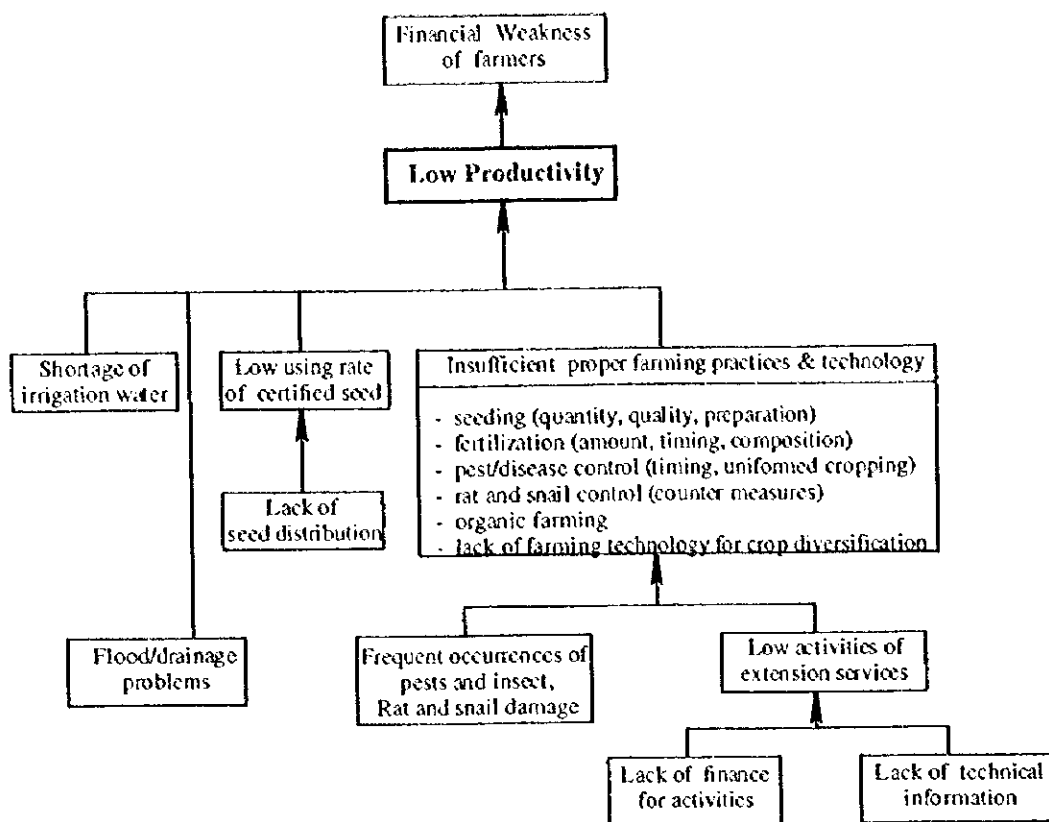 Financial Weakness
of farmers
Low Productivity
Shortage of
irrigation water
Low using rate
of certified seed
Insufficient proper farming practices & technology
- seeding (quantity, quality, preparation)
- fertilization (amount, timing, composition)
- pest/disease control (timing, uniformed cropping)
- rat and snail control (counter measures)
- organic farming
- lack of farming technology for crop diversification
Lack of
seed distribution
Flood/drainage
problems
Frequent occurrences of
pests and insect,
Rat and snail damage
Low activities of
extension services
Lack of finance
for activities
Lack of technical
information